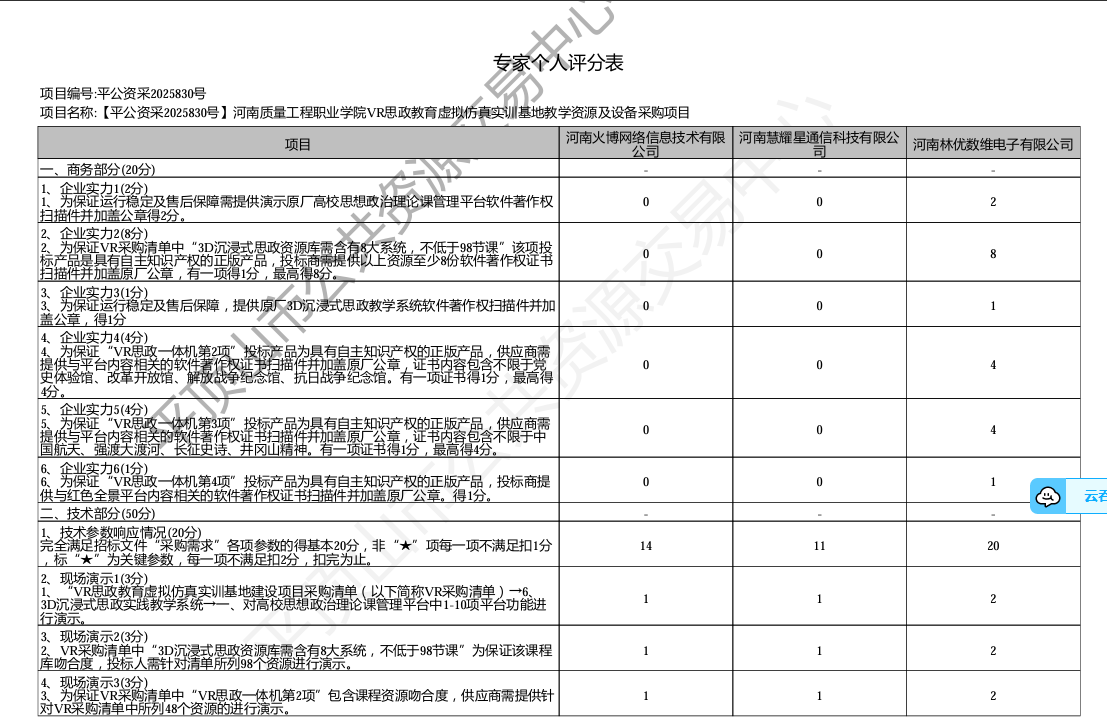 专家个人评分表
项目编号:平公资采2025830号
项目名称:【平公资采2025830号】河南质量工程职业学院VR思政教育虚拟仿真实训基地教学资源及设备采购项目
项目 河南火博网络信息技术有限公司 河南慧耀星通信科技有限公司 河南林优数维电子有限公司
一、商务部分(20分) - - -
1、企业实力1(2分)
1、为保证运行稳定及售后保障需提供演示原厂高校思想政治理论课管理平台软件著作权
扫描件并加盖公章得2分。
0 0 2
2、企业实力2(8分)
2、为保证VR采购清单中“3D沉浸式思政资源库需含有8大系统，不低于98节课”该项投
标产品是具有自主知识产权的正版产品，投标商需提供以上资源至少8份软件著作权证书
扫描件并加盖原厂公章，有一项得1分，最高得8分。
0 0 8
3、企业实力3(1分)
3、为保证运行稳定及售后保障，提供原厂3D沉浸式思政教学系统软件著作权扫描件并加
盖公章，得1分
0 0 1
4、企业实力4(4分)
4、为保证“VR思政一体机第2项”投标产品为具有自主知识产权的正版产品，供应商需
提供与平台内容相关的软件著作权证书扫描件并加盖原厂公章，证书内容包含不限于党
史体验馆、改革开放馆、解放战争纪念馆、抗日战争纪念馆。有一项证书得1分，最高得
4分。
0 0 4
5、企业实力5(4分)
5、为保证“VR思政一体机第3项”投标产品为具有自主知识产权的正版产品，供应商需
提供与平台内容相关的软件著作权证书扫描件并加盖原厂公章，证书内容包含不限于中
国航天、强渡大渡河、长征史诗、井冈山精神。有一项证书得1分，最高得4分。
0 0 4
6、企业实力6(1分)
6、为保证“VR思政一体机第4项”投标产品为具有自主知识产权的正版产品，投标商提
供与红色全景平台内容相关的软件著作权证书扫描件并加盖原厂公章。得1分。
0 0 1
云吞
二、技术部分(50分) - - -
1、技术参数响应情况(20分)
完全满足招标文件“采购需求”各项参数的得基本20分，非“★”项每一项不满足扣1分
，标“★”为关键参数，每一项不满足扣2分，扣完为止。
14 11 20
2、现场演示1(3分)
1、“VR思政教育虚拟仿真实训基地建设项目采购清单（以下简称VR采购清单）→6、
3D沉浸式思政实践教学系统→一、对高校思想政治理论课管理平台中1-10项平台功能进
行演示。
1 1 2
3、现场演示2(3分)
2、VR采购清单中“3D沉浸式思政资源库需含有8大系统，不低于98节课”为保证该课程
库吻合度，投标人需针对清单所列98个资源进行演示。
1 1 2
4、现场演示3(3分)
3、为保证VR采购清单中“VR思政一体机第2项”包含课程资源吻合度，供应商需提供针
对VR采购清单中所列48个资源的进行演示。
1 1 2
平顶山市公共资源交易中心
平顶山市公共资源交易中心